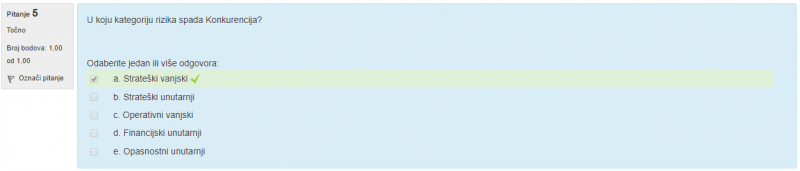 Pitanje 5
Točno
Broj bodova: 1,00
od 1,00
Označi pitanje
U koju kategoriju rizika spada Konkurencija?
Odaberite jedan ili više odgovora:
a. Strateški vanjski
b. Strateški unutarnji
c. Operativni vanjski
d. Financijski unutarnji
e. Opasnostni unutarnji